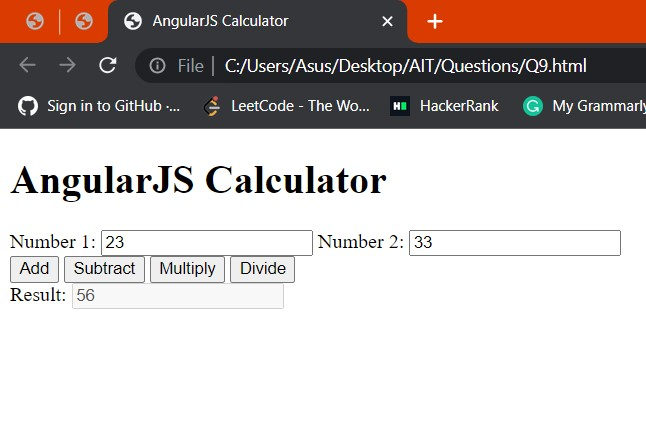 AngularJS Calculator
File | C:/Users/Asus/Desktop/AIT/Questions/Q9.html
Sign in to GitHub ·... LeetCode - The Wo... HackerRank My Grammarly
AngularJS Calculator
Number 1: 23 Number 2: 33
Add Subtract Multiply Divide
Result: 56